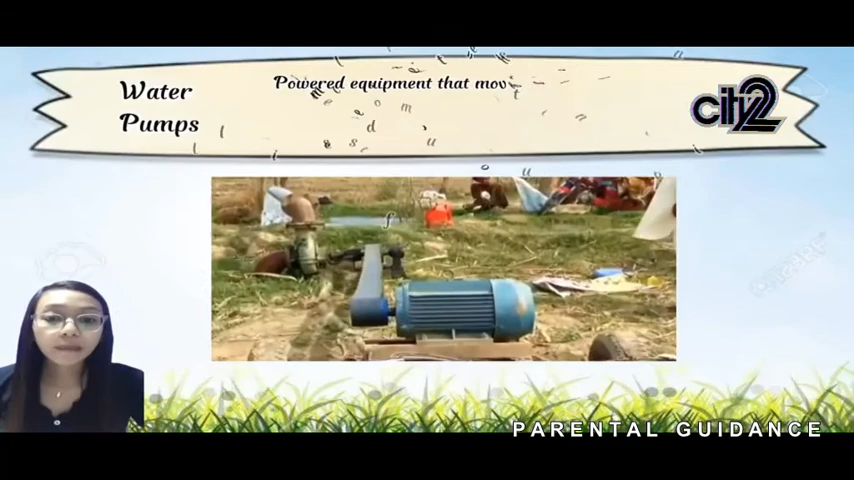 Water
Pumps
Powered equipment that mov
city2
PARENTAL GUIDANCE